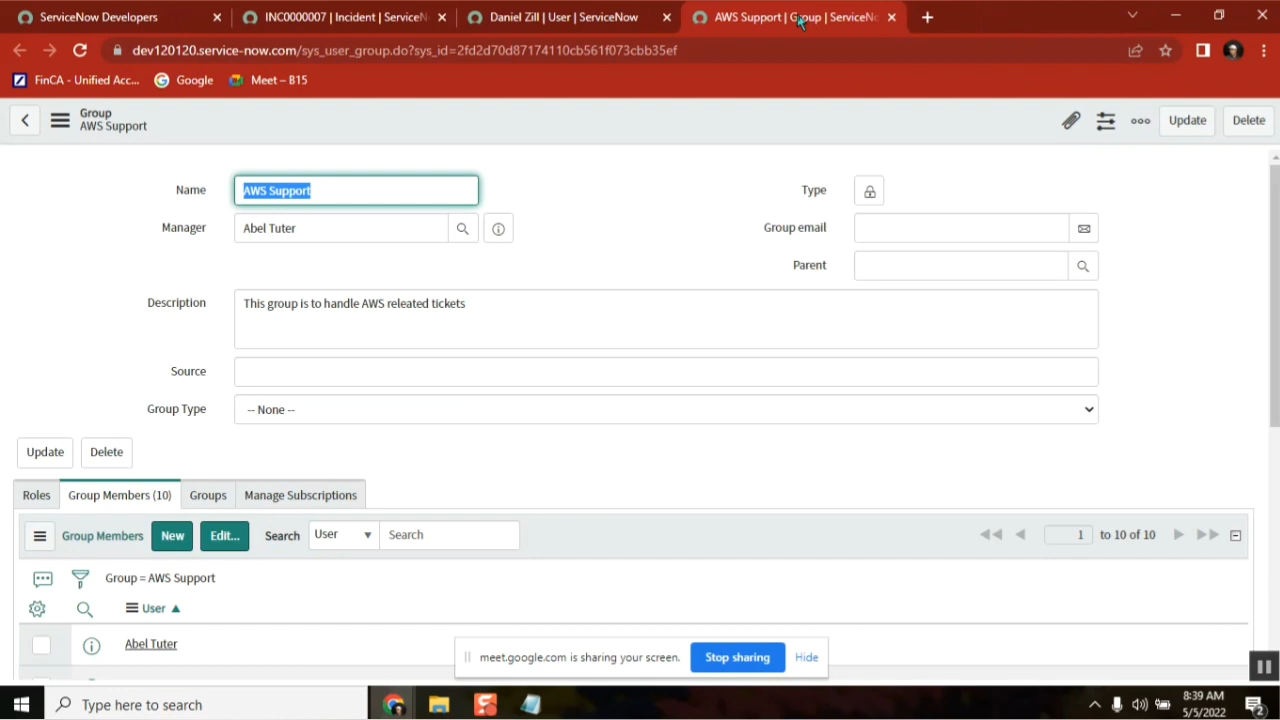 ServiceNow Developers
INC0000007 | Incident | ServiceN
Daniel Zill | User | ServiceNow
AWS Support | Group | ServiceNo
dev120120.service-now.com/sys_user_group.do?sys_id=2fd2d70d87174110cb561f073cbb35ef
FinCA - Unified Acc...
Google
Meet – B15
Group
AWS Support
Update
Delete
Name
AWS Support
Type
Manager
Abel Tuter
Group email
Parent
Description
This group is to handle AWS releated tickets
Source
Group Type
-- None --
Update
Delete
Roles
Group Members (10)
Groups
Manage Subscriptions
Group Members
New
Edit...
Search
User
Search
1
to 10 of 10
Group = AWS Support
User
Abel Tuter
meet.google.com is sharing your screen.
Stop sharing
Hide
Type here to search
8:39 AM
5/5/2022
2